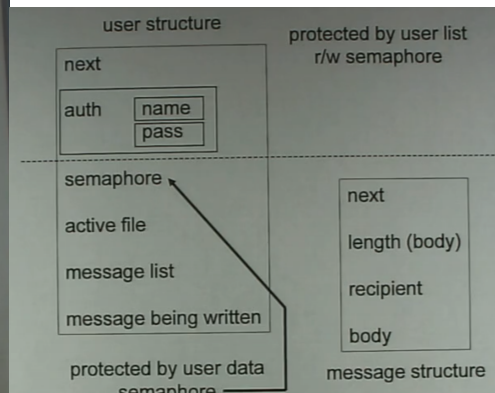 user structure
protected by user list
r/w semaphore
next
auth
name
pass
semaphore
active file
message list
message being written
protected by user data
semaphore
next
length (body)
recipient
body
message structure